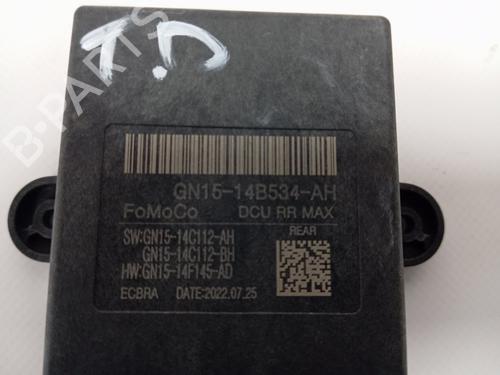 T.D
B-PARTS
GN15-14B534-AH
FoMoCo DCU RR MAX
SW:GN15-14C112-AH REAR
GN15-14C112-BH
HW:GN15-14F145-AD
ECBRA DATE:2022.07.25